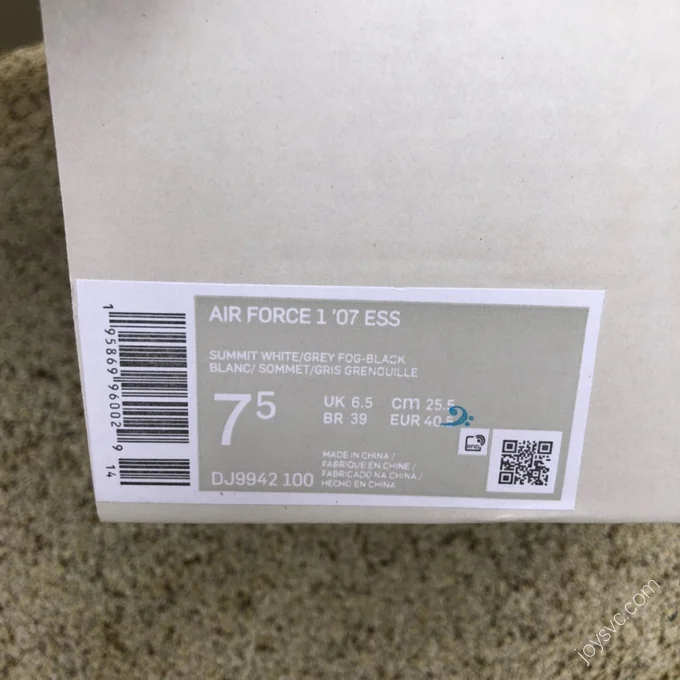 AIR FORCE 1 '07 ESS
SUMMIT WHITE/GREY FOG-BLACK
BLANC/ SOMMET/GRIS GRENOUILLE
7 5
UK 6.5 cm 25.5
BR 39 EUR 40.5
DJ9942 100
MADE IN CHINA /
FABRIQUE EN CHINE /
FABRICADO NA CHINA /
HECHO EN CHINA
1 95869 96002 9 14
joysvc.com